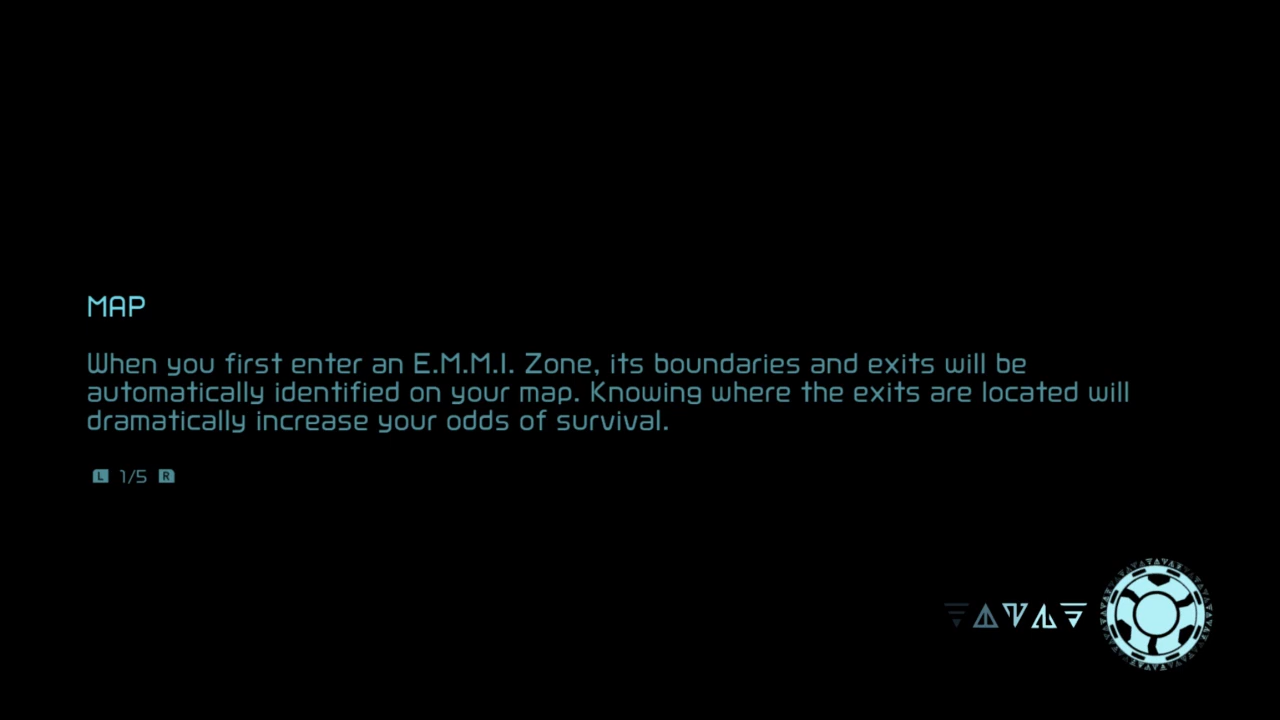 MAP
When you first enter an E.M.M.I. Zone, its boundaries and exits will be
automatically identified on your map. Knowing where the exits are located will
dramatically increase your odds of survival.
L 1/5 R